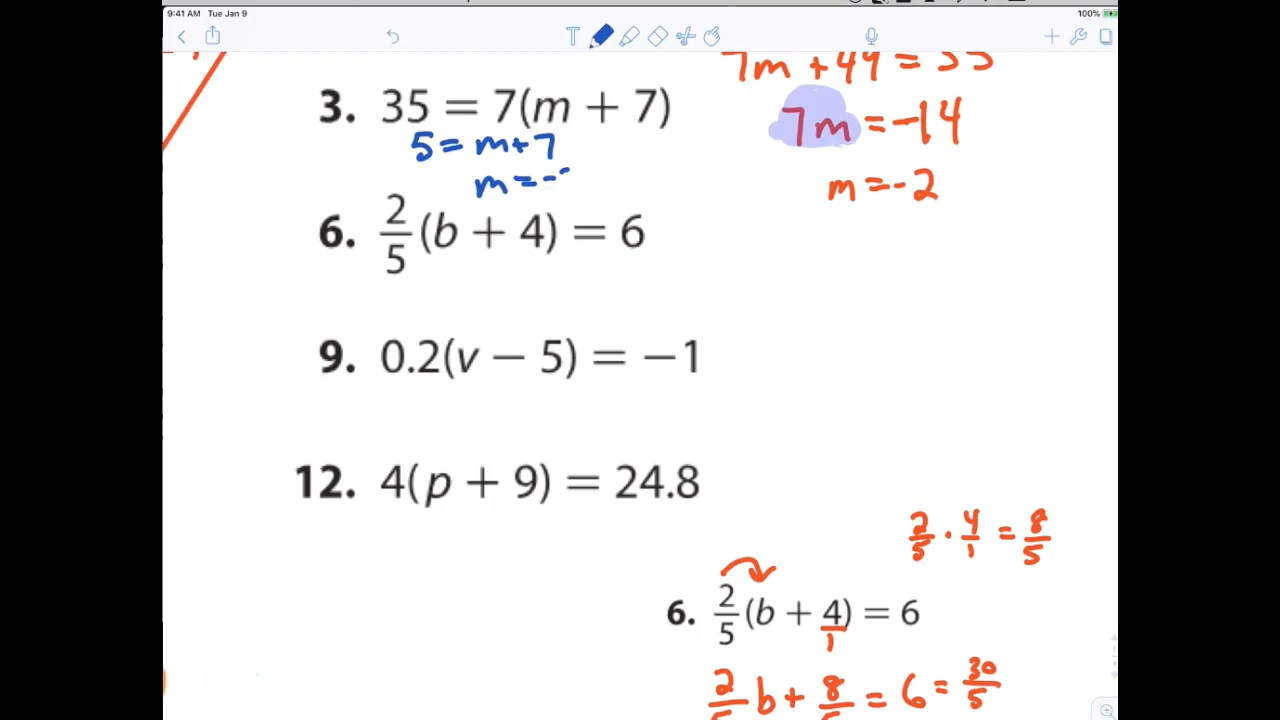 9:41 AM Tue Jan 9
100%
7m + 49 = 35
3. 35 = 7(m + 7)
7m = -14
5 = m + 7
m = -
m = -2
6. 2/5 (b + 4) = 6
9. 0.2(v − 5) = −1
12. 4(p + 9) = 24.8
2/5 · 4/1 = 8/5
6. 2/5 (b + 4/1) = 6
2/5 b + 8/5 = 6 = 30/5